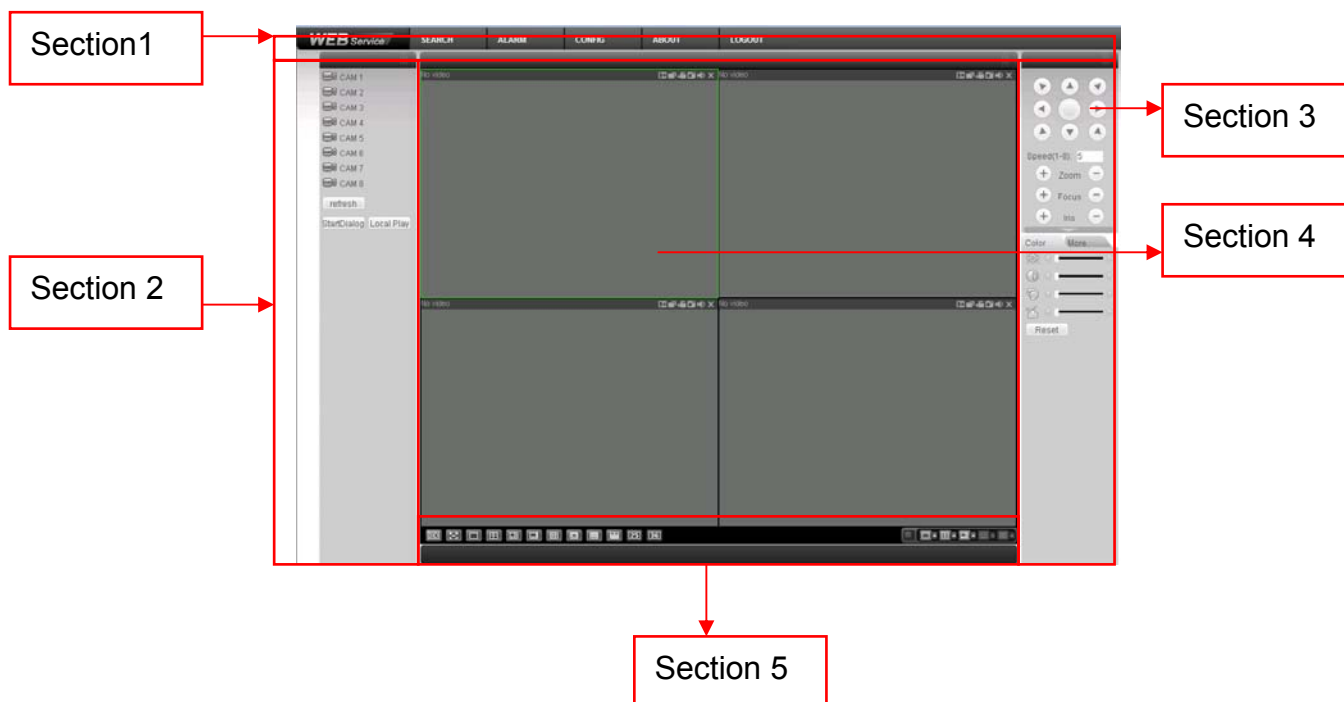 Section1
WEB Service
SEARCH ALARM CONFIG ABOUT LOGOUT
CAM 1
CAM 2
CAM 3
CAM 4
CAM 5
CAM 6
CAM 7
CAM 8
refresh
StartDialog Local Play
Section 2
No video
No video
No video
No video
Speed(1-8): 5
+ Zoom −
+ Focus −
+ Iris −
Color More..
Reset
Section 3
Section 4
Section 5